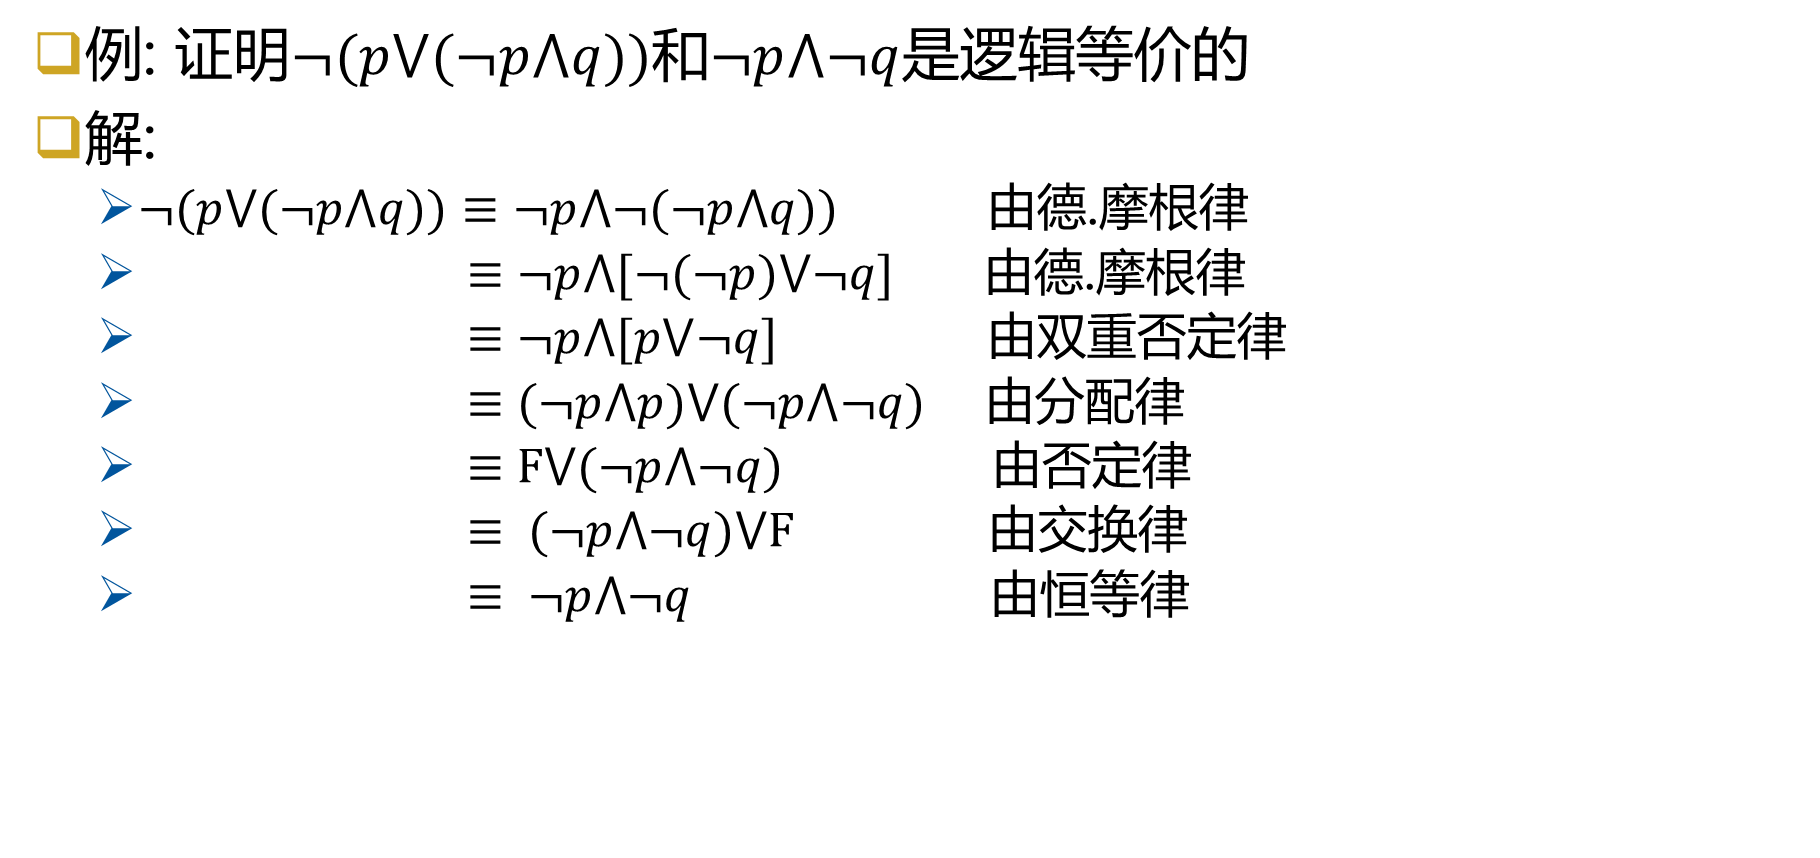 例: 证明¬(p∨(¬p∧q))和¬p∧¬q是逻辑等价的
解:
¬(p∨(¬p∧q)) ≡ ¬p∧¬(¬p∧q)) 由德.摩根律
≡ ¬p∧[¬(¬p)∨¬q] 由德.摩根律
≡ ¬p∧[p∨¬q] 由双重否定律
≡ (¬p∧p)∨(¬p∧¬q) 由分配律
≡ F∨(¬p∧¬q) 由否定律
≡ (¬p∧¬q)∨F 由交换律
≡ ¬p∧¬q 由恒等律